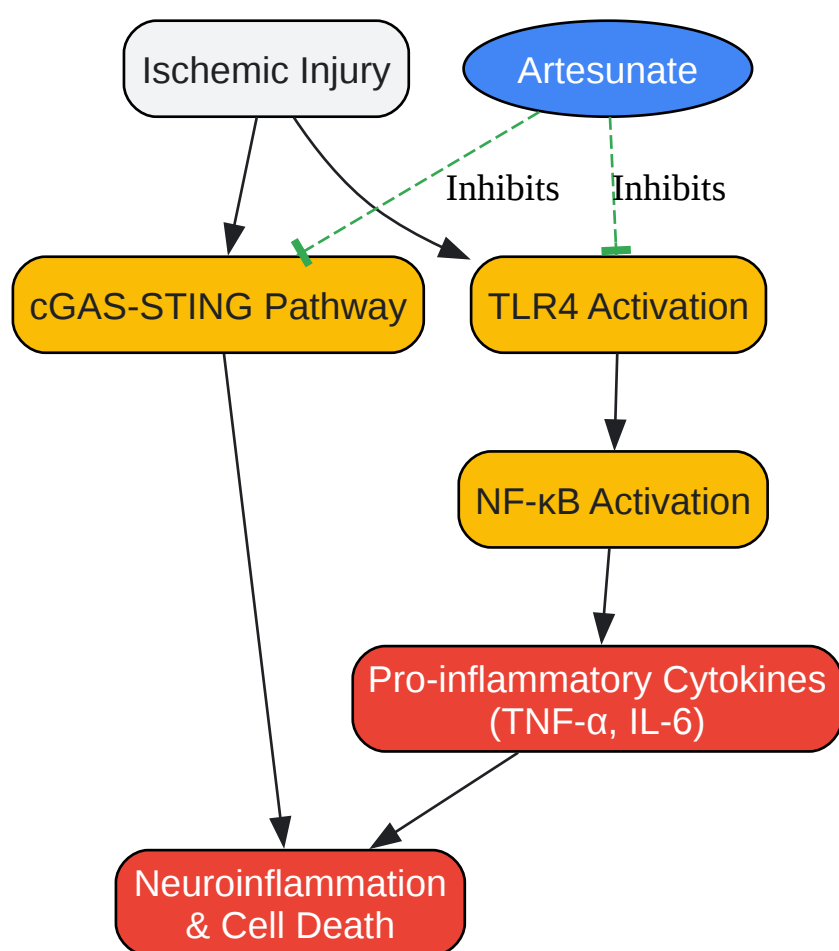 Ischemic Injury
Artesunate
Inhibits
Inhibits
cGAS-STING Pathway
TLR4 Activation
NF-κB Activation
Pro-inflammatory Cytokines
(TNF-α, IL-6)
Neuroinflammation
& Cell Death